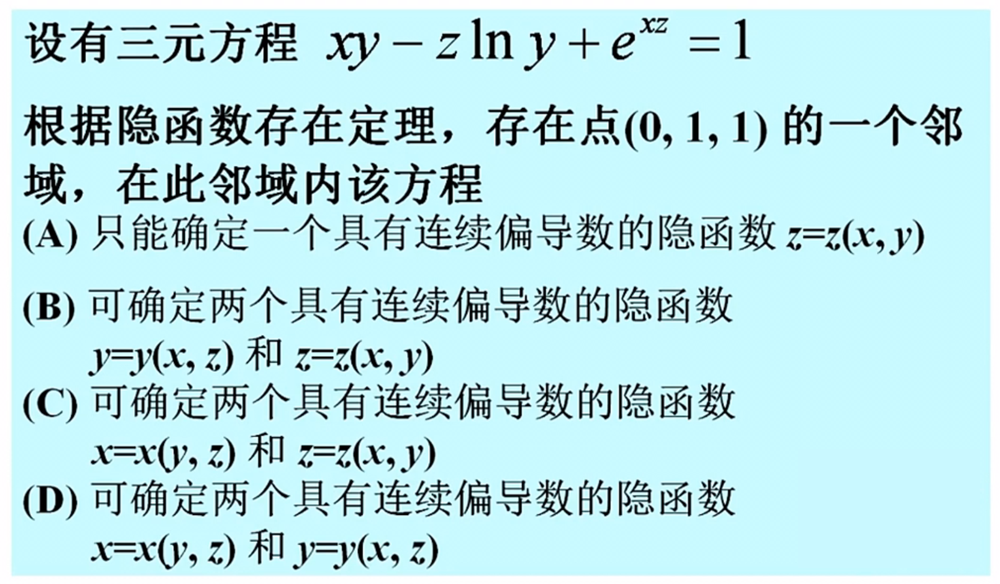 设有三元方程 xy − z ln y + e^{xz} = 1
根据隐函数存在定理，存在点(0, 1, 1) 的一个邻
域，在此邻域内该方程
(A) 只能确定一个具有连续偏导数的隐函数 z=z(x, y)
(B) 可确定两个具有连续偏导数的隐函数
y=y(x, z) 和 z=z(x, y)
(C) 可确定两个具有连续偏导数的隐函数
x=x(y, z) 和 z=z(x, y)
(D) 可确定两个具有连续偏导数的隐函数
x=x(y, z) 和 y=y(x, z)